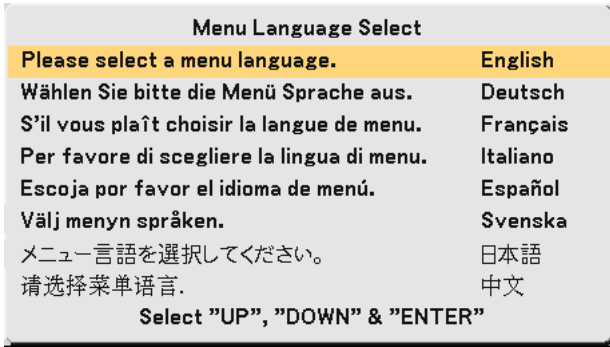 Menu Language Select
Please select a menu language. English
Wählen Sie bitte die Menü Sprache aus. Deutsch
S'il vous plaît choisir la langue de menu. Français
Per favore di scegliere la lingua di menu. Italiano
Escoja por favor el idioma de menú. Español
Välj menyn språken. Svenska
メニュー言語を選択してください。 日本語
请选择菜单语言. 中文
Select ”UP”, ”DOWN” & ”ENTER”